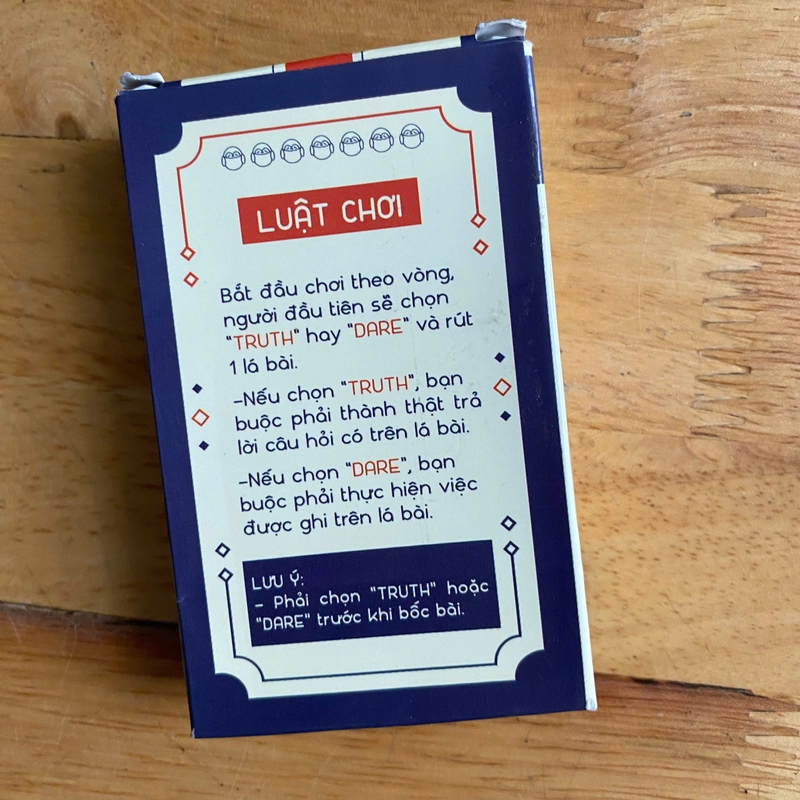 LUẬT CHƠI
Bắt đầu chơi theo vòng,
người đầu tiên sẽ chọn
"TRUTH" hay "DARE" và rút
1 lá bài.
-Nếu chọn "TRUTH", bạn
buộc phải thành thật trả
lời câu hỏi có trên lá bài.
-Nếu chọn "DARE", bạn
buộc phải thực hiện việc
được ghi trên lá bài.
LƯU Ý:
- Phải chọn "TRUTH" hoặc
"DARE" trước khi bốc bài.